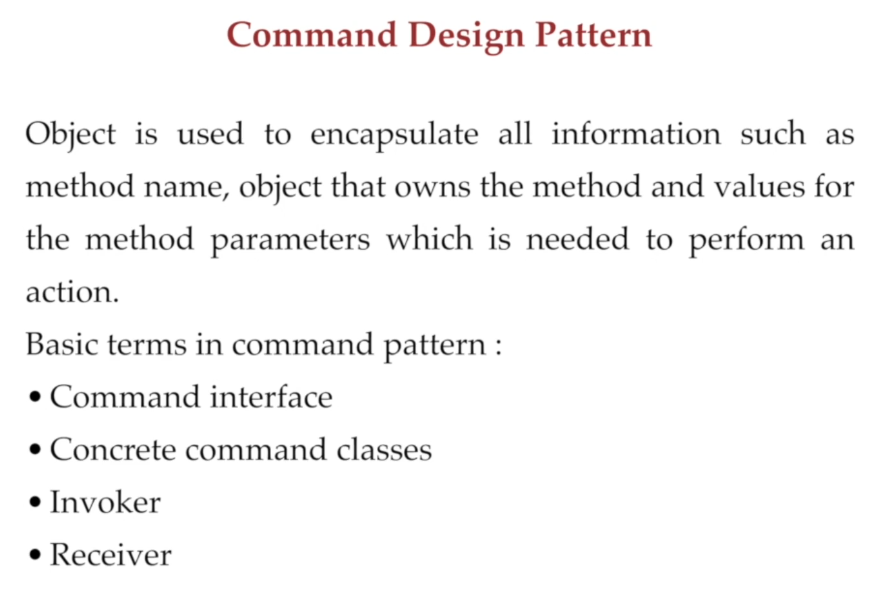 Command Design Pattern
Object is used to encapsulate all information such as
method name, object that owns the method and values for
the method parameters which is needed to perform an
action.
Basic terms in command pattern :
• Command interface
• Concrete command classes
• Invoker
• Receiver